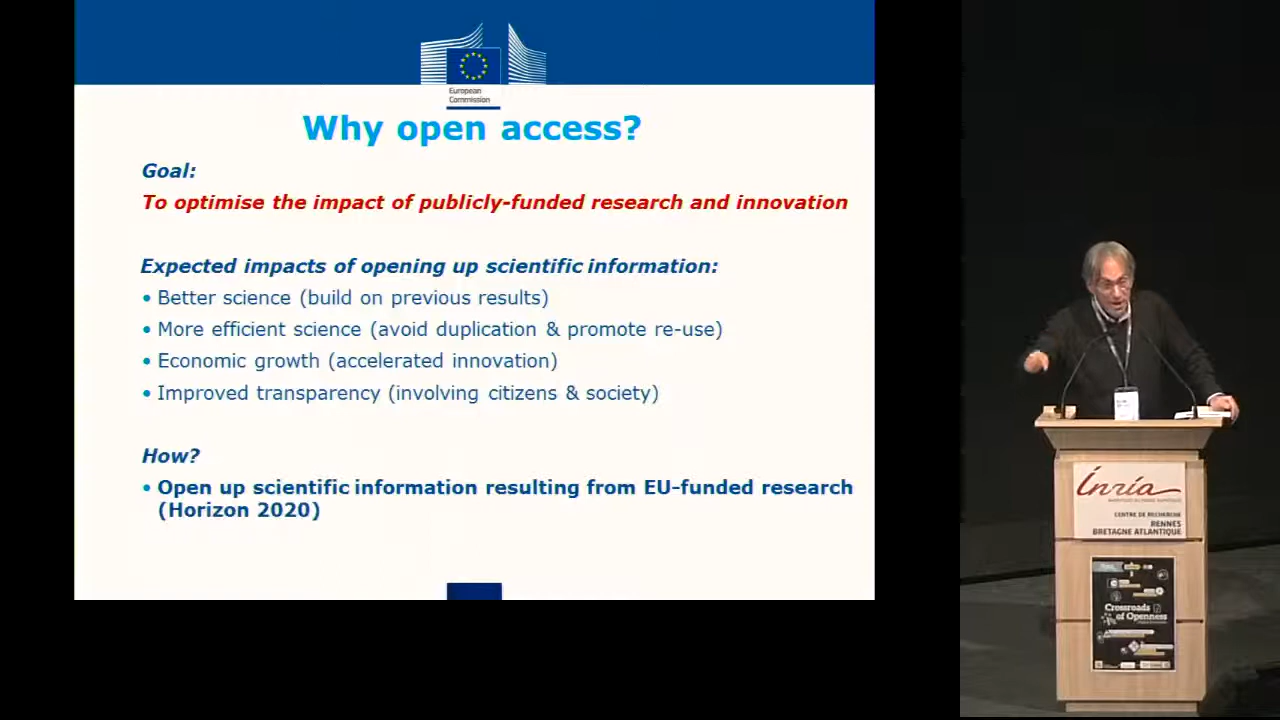 European
Commission
Why open access?
Goal:
To optimise the impact of publicly-funded research and innovation
Expected impacts of opening up scientific information:
• Better science (build on previous results)
• More efficient science (avoid duplication & promote re-use)
• Economic growth (accelerated innovation)
• Improved transparency (involving citizens & society)
How?
• Open up scientific information resulting from EU-funded research
(Horizon 2020)
Inria
CENTRE DE RECHERCHE
RENNES
BRETAGNE ATLANTIQUE
Crossroads
of Openness